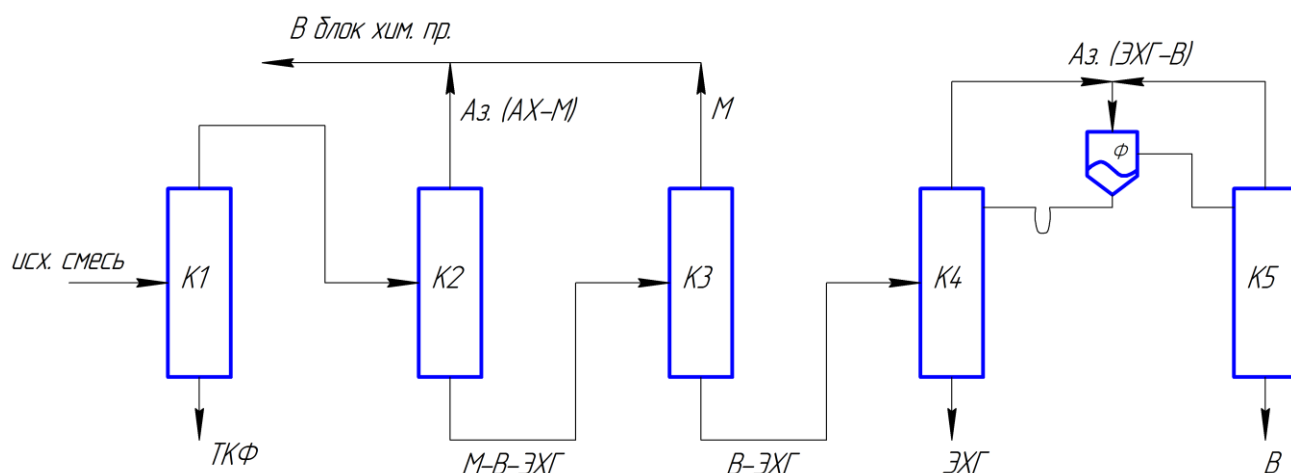 В блок хим. пр.
Аз. (АХ-М)
М
Аз. (ЭХГ-В)
Ф
исх. смесь
К1
К2
К3
К4
К5
ТКФ
М-В-ЭХГ
В-ЭХГ
ЭХГ
В